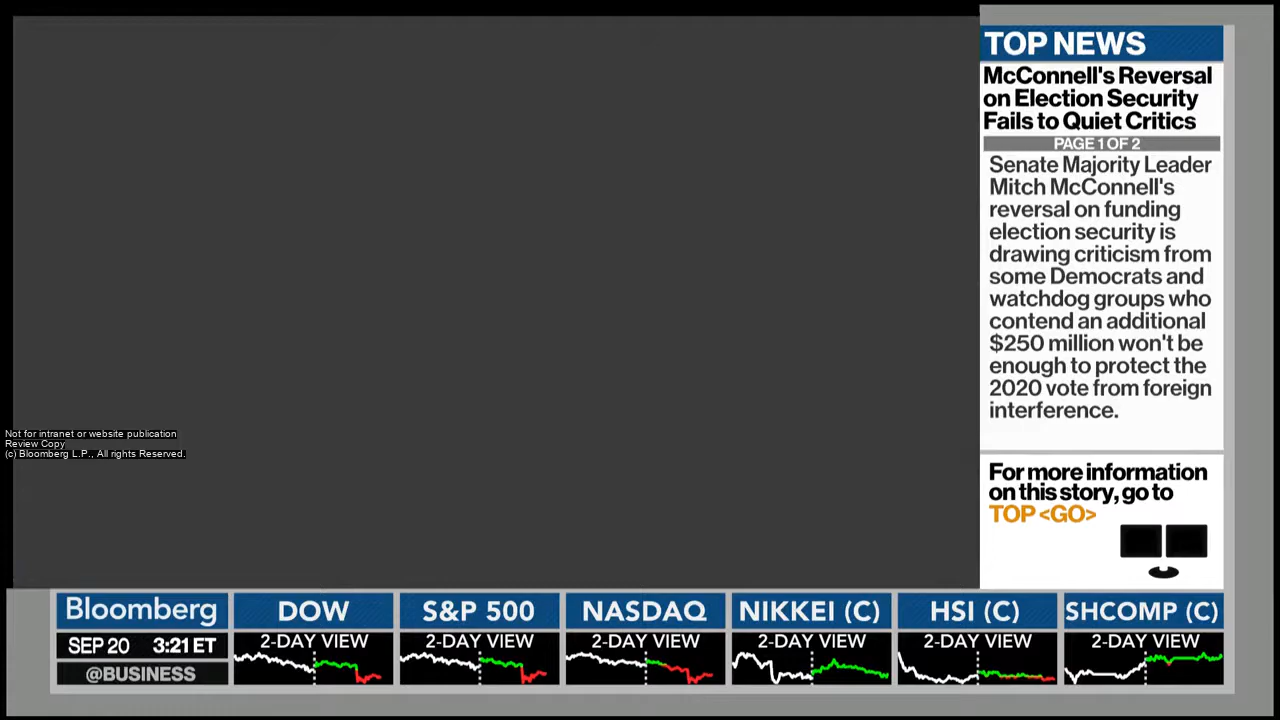 TOP NEWS
McConnell's Reversal
on Election Security
Fails to Quiet Critics
PAGE 1 OF 2
Senate Majority Leader
Mitch McConnell's
reversal on funding
election security is
drawing criticism from
some Democrats and
watchdog groups who
contend an additional
$250 million won't be
enough to protect the
2020 vote from foreign
interference.
For more information
on this story, go to
TOP <GO>
Not for intranet or website publication
Review Copy
(c) Bloomberg L.P., All rights Reserved.
Bloomberg
SEP 20 3:21 ET
@BUSINESS
DOW
2-DAY VIEW
S&P 500
2-DAY VIEW
NASDAQ
2-DAY VIEW
NIKKEI (C)
2-DAY VIEW
HSI (C)
2-DAY VIEW
SHCOMP (C)
2-DAY VIEW